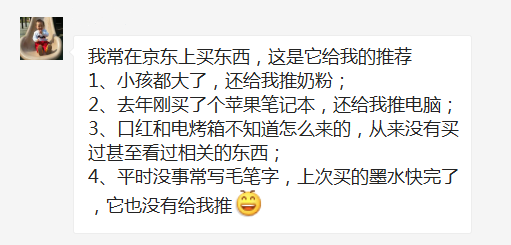 我常在京东上买东西，这是它给我的推荐
1、小孩都大了，还给我推奶粉；
2、去年刚买了个苹果笔记本，还给我推电脑；
3、口红和电烤箱不知道怎么来的，从来没有买
过甚至看过相关的东西；
4、平时没事常写毛笔字，上次买的墨水快完了
，它也没有给我推